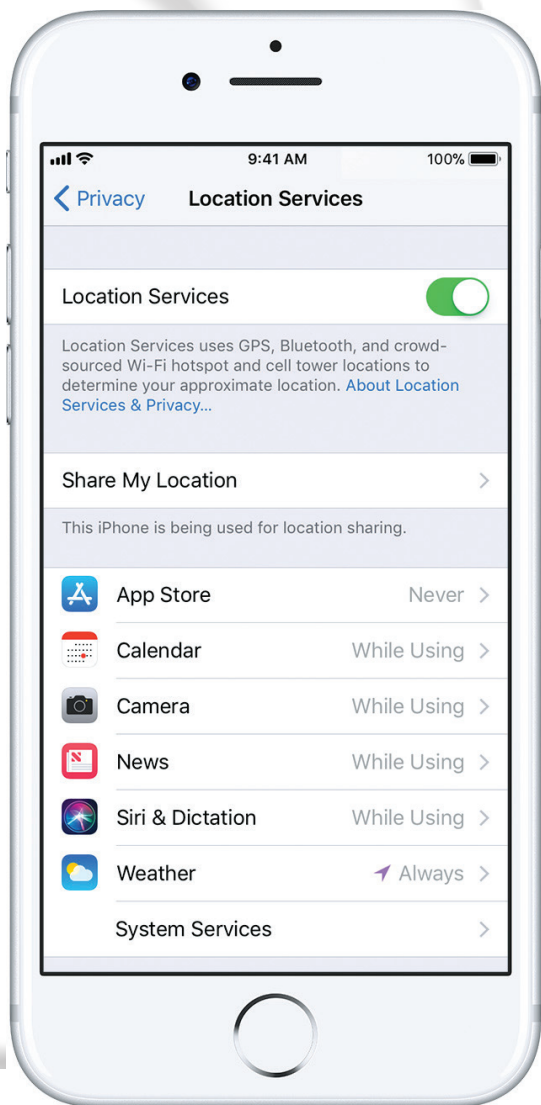 9:41 AM
100%
Privacy
Location Services
Location Services
Location Services uses GPS, Bluetooth, and crowd-
sourced Wi-Fi hotspot and cell tower locations to
determine your approximate location. About Location
Services & Privacy...
Share My Location
This iPhone is being used for location sharing.
App Store Never
Calendar While Using
Camera While Using
News While Using
Siri & Dictation While Using
Weather Always
System Services